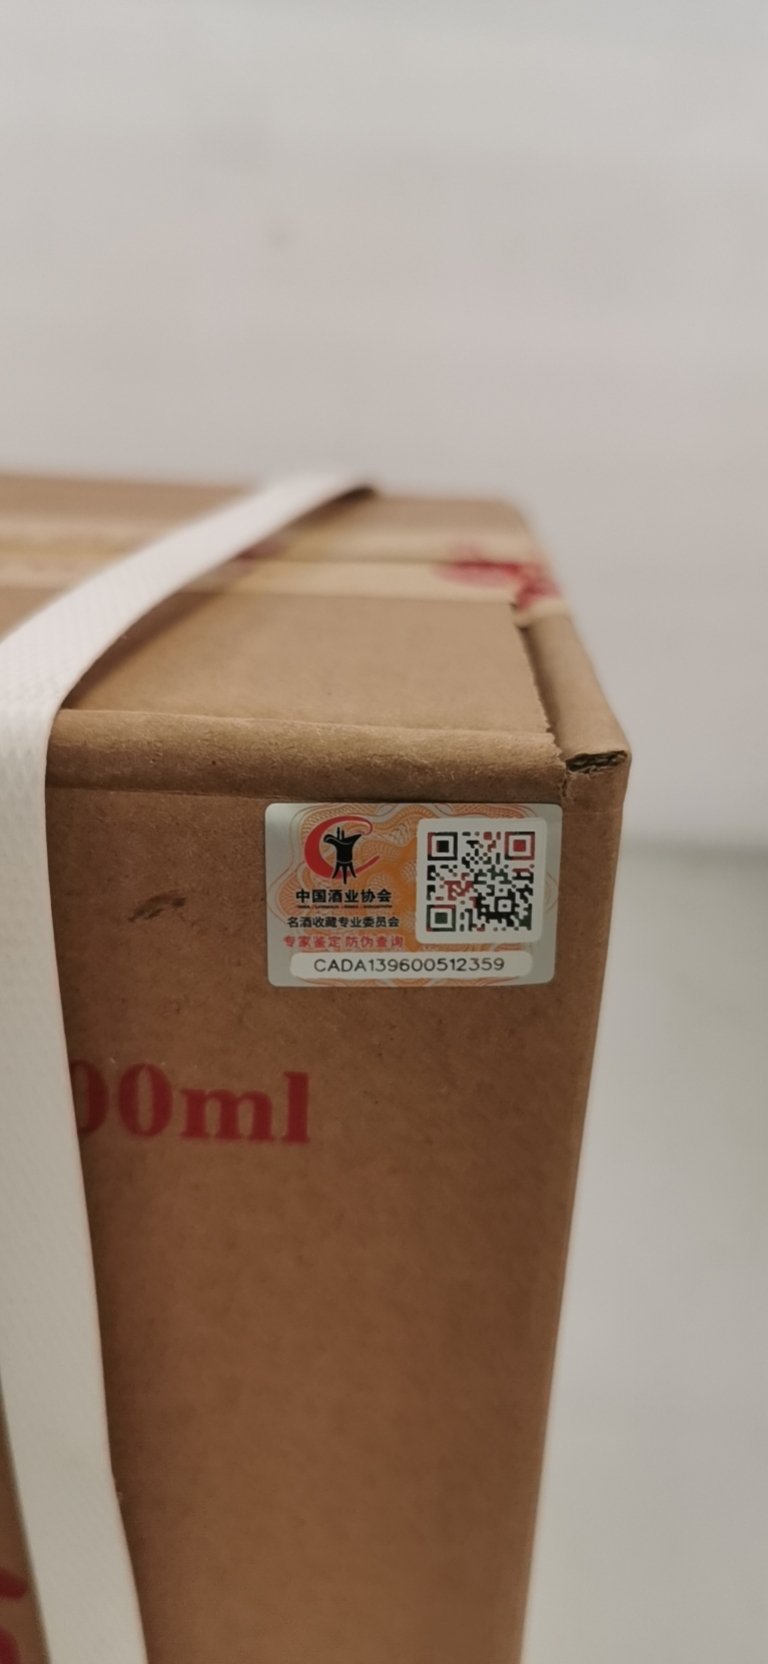 中国酒业协会
名酒收藏专业委员会
专家鉴定 防伪查询
CADA139600512359
00ml